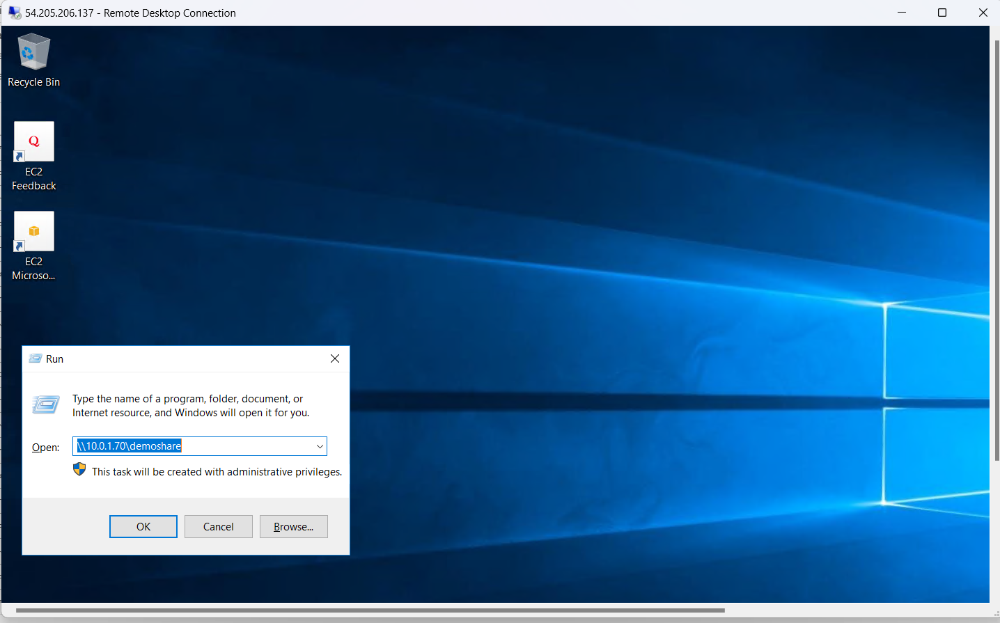 54.205.206.137 - Remote Desktop Connection
Recycle Bin
Q
EC2
Feedback
EC2
Microso...
Run
Type the name of a program, folder, document, or
Internet resource, and Windows will open it for you.
Open: \\10.0.1.70\demoshare
This task will be created with administrative privileges.
OK Cancel Browse...